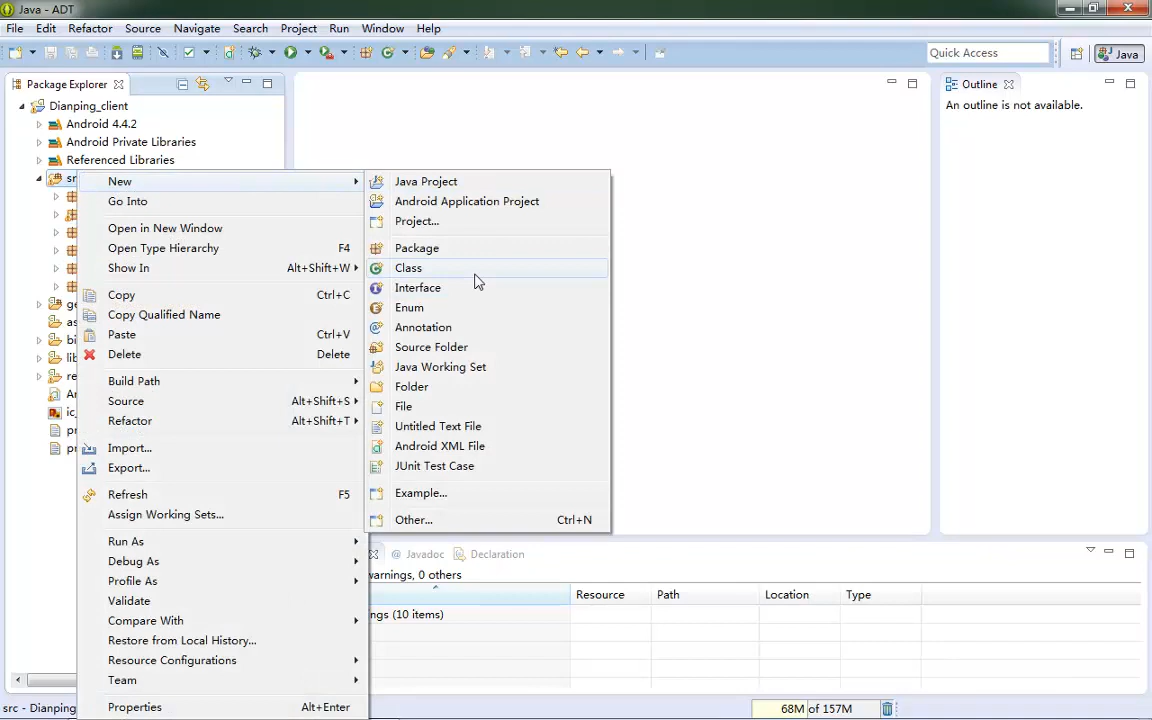 Java - ADT
File Edit Refactor Source Navigate Search Project Run Window Help
Quick Access
Java
Package Explorer
Outline
Dianping_client
An outline is not available.
Android 4.4.2
Android Private Libraries
Referenced Libraries
New
Go Into
Open in New Window
Open Type Hierarchy F4
Show In Alt+Shift+W
Copy Ctrl+C
Copy Qualified Name
Paste Ctrl+V
Delete Delete
Build Path
Source Alt+Shift+S
Refactor Alt+Shift+T
Import...
Export...
Refresh F5
Assign Working Sets...
Run As
Debug As
Profile As
Validate
Compare With
Restore from Local History...
Resource Configurations
Team
Properties Alt+Enter
Java Project
Android Application Project
Project...
Package
Class
Interface
Enum
Annotation
Source Folder
Java Working Set
Folder
File
Untitled Text File
Android XML File
JUnit Test Case
Example...
Other... Ctrl+N
@ Javadoc Declaration
warnings, 0 others
Resource Path Location Type
ngs (10 items)
src - Dianping
68M of 157M